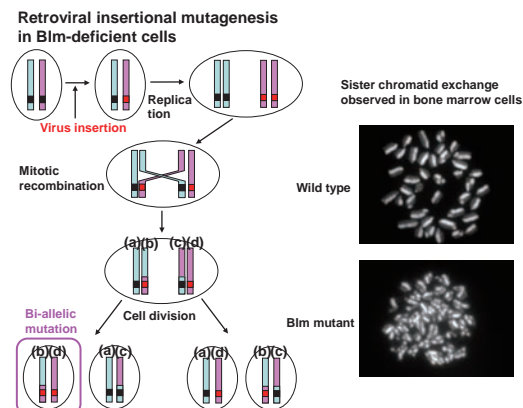 Retroviral insertional mutagenesis
in Blm-deficient cells
Replica
tion
Virus insertion
Mitotic
recombination
(a)(b) (c)(d)
Cell division
Bi-allelic
mutation
(b)(d) (a)(c) (a)(d) (b)(c)
Sister chromatid exchange
observed in bone marrow cells
Wild type
Blm mutant